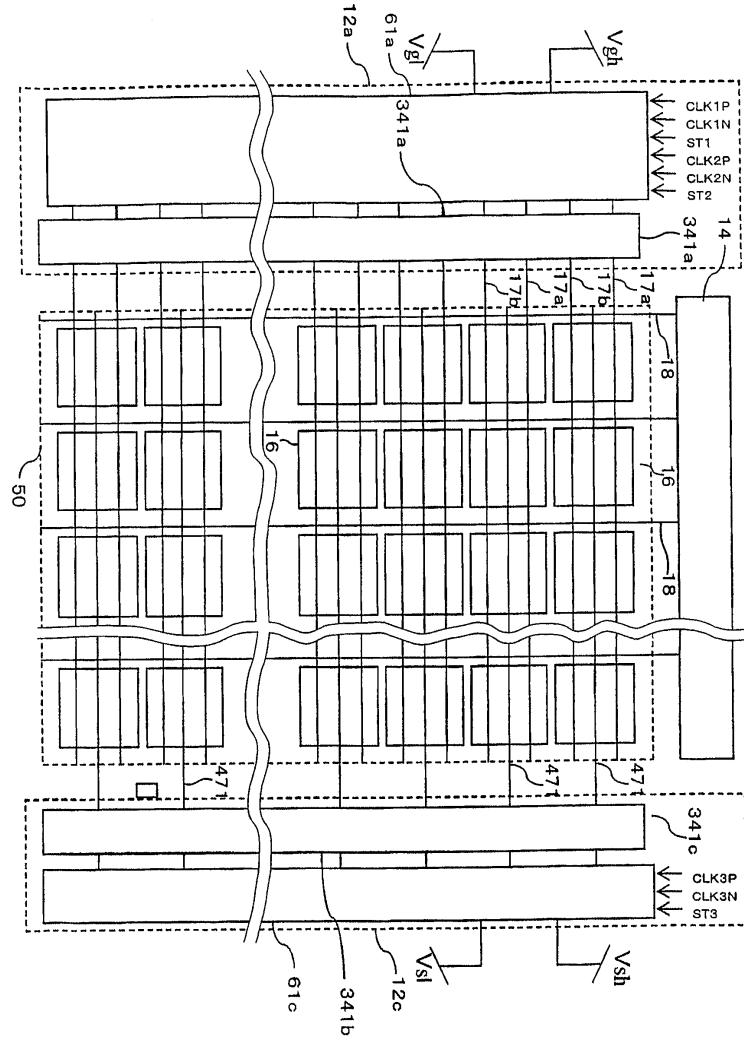 Vgl
Vgh
12a
61a
341a
CLK1P
CLK1N
ST1
CLK2P
CLK2N
ST2
341a
14
17b
17a
17b
17a
18
16
16
50
18
471
471
471
341c
CLK3P
CLK3N
ST3
Vsl
Vsh
61c
341b
12c